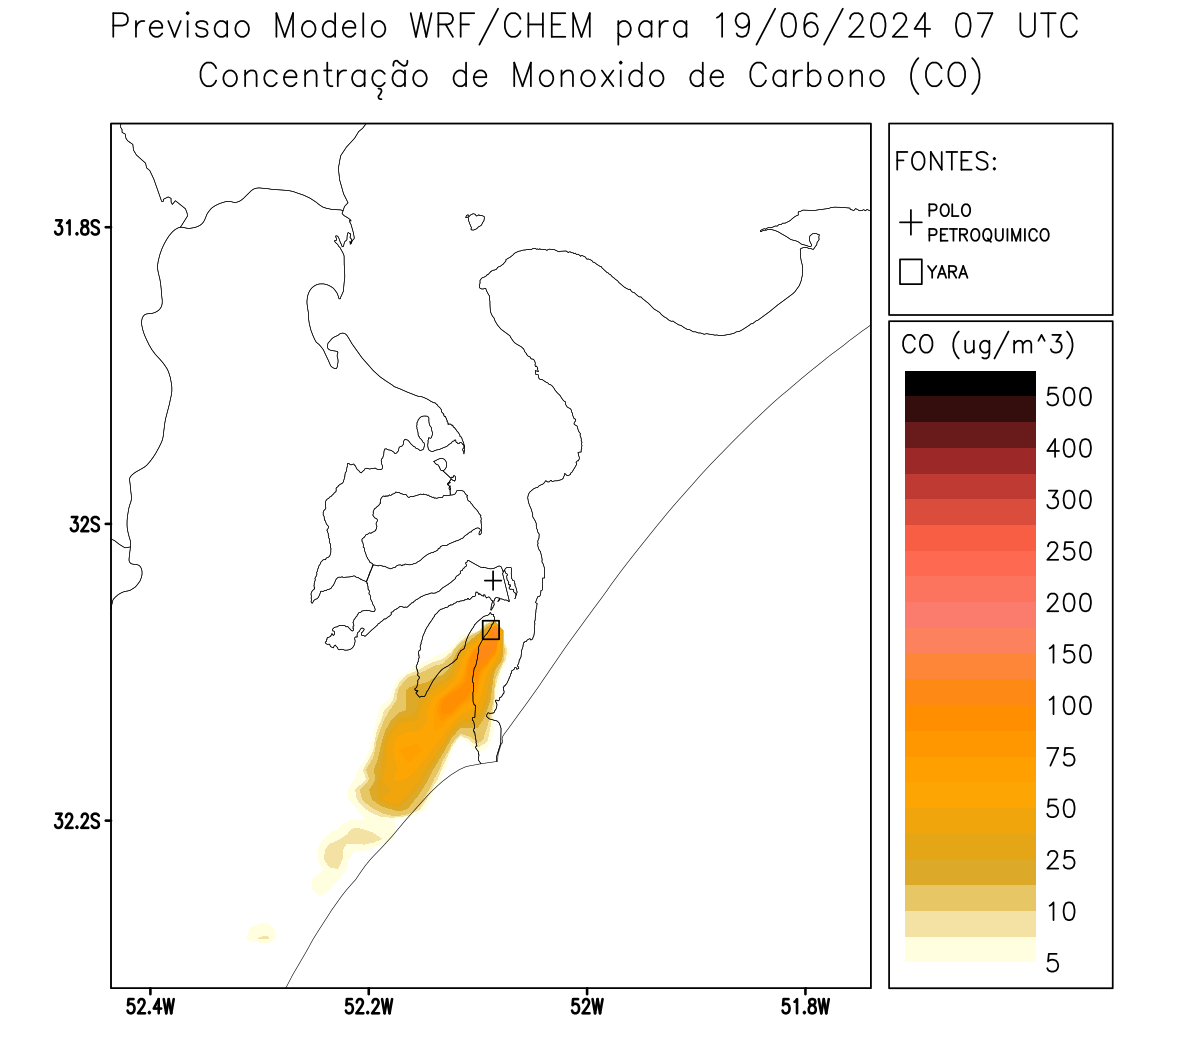 Previsao Modelo WRF/CHEM para 19/06/2024 07 UTC
Concentração de Monoxido de Carbono (CO)
FONTES:
POLO
PETROQUIMICO
YARA
CO (ug/m^3)
500
400
300
250
200
150
100
75
50
25
10
5
31.8S
32S
32.2S
52.4W
52.2W
52W
51.8W